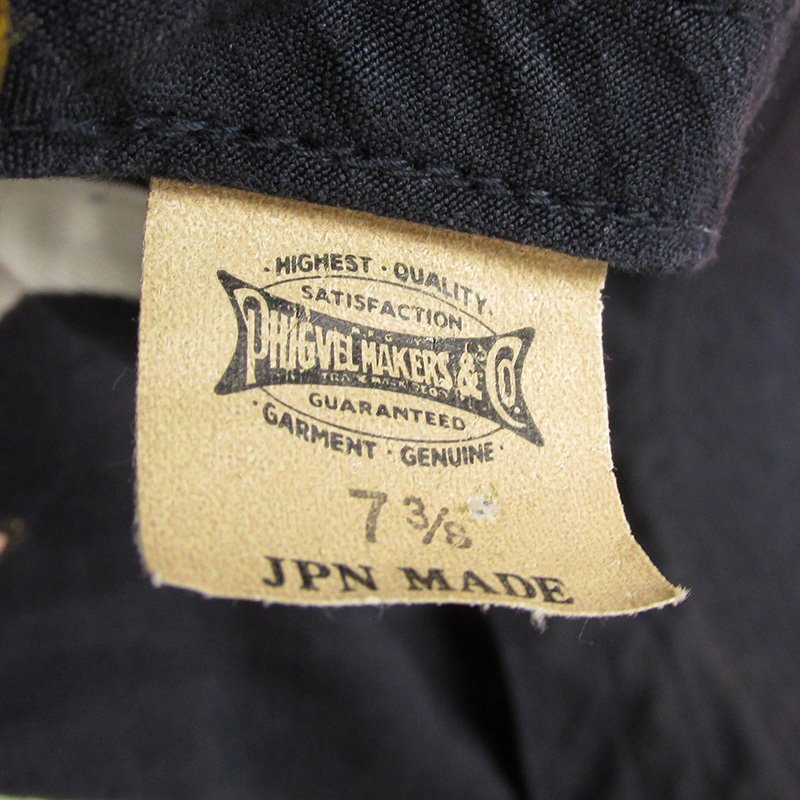 · HIGHEST · QUALITY ·
SATISFACTION
PHIGVEL MAKERS & Co.
GUARANTEED
· GARMENT · GENUINE ·
7 3/8
JPN MADE